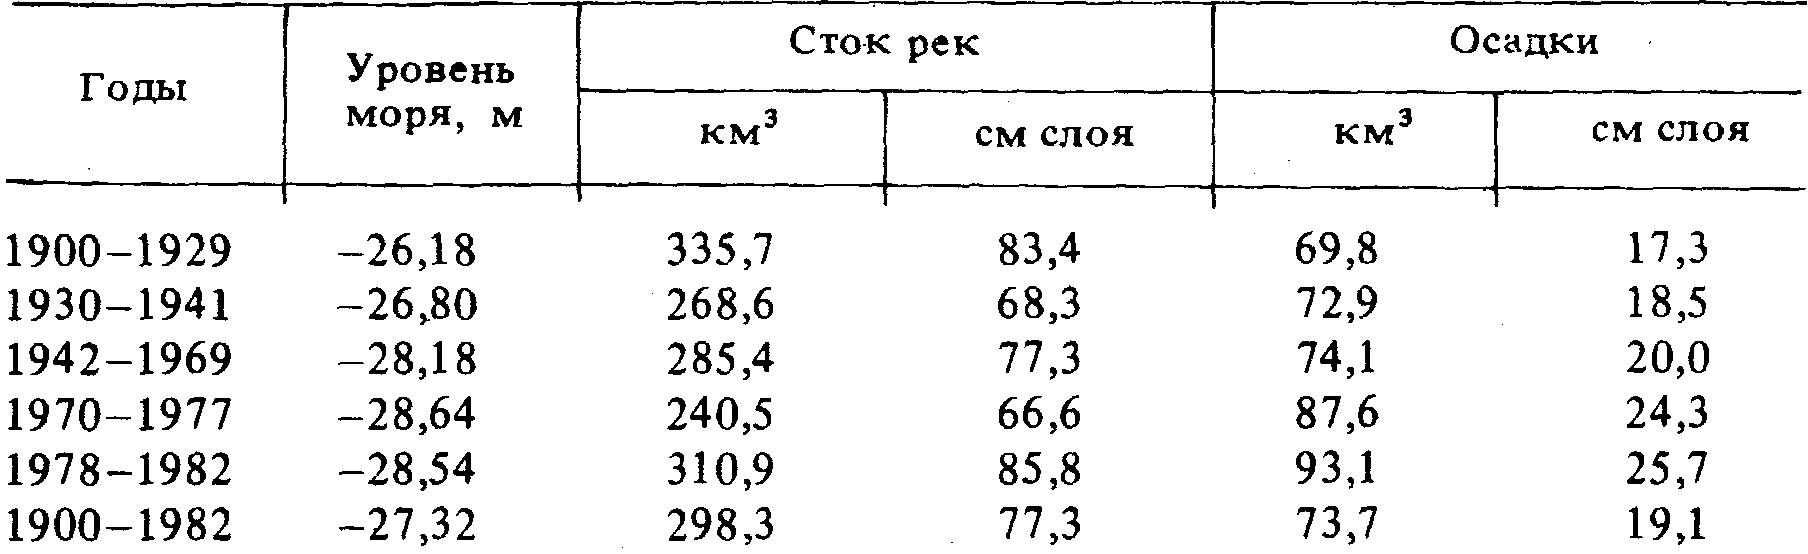 Годы Уровень моря, м Сток рек Осадки
км³ см слоя км³ см слоя
1900–1929 –26,18 335,7 83,4 69,8 17,3
1930–1941 –26,80 268,6 68,3 72,9 18,5
1942–1969 –28,18 285,4 77,3 74,1 20,0
1970–1977 –28,64 240,5 66,6 87,6 24,3
1978–1982 –28,54 310,9 85,8 93,1 25,7
1900–1982 –27,32 298,3 77,3 73,7 19,1